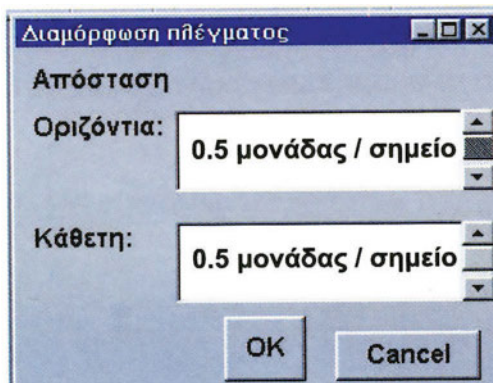 Διαμόρφωση πλέγματος
Απόσταση
Οριζόντια:
0.5 μονάδας / σημείο
Κάθετη:
0.5 μονάδας / σημείο
OK
Cancel